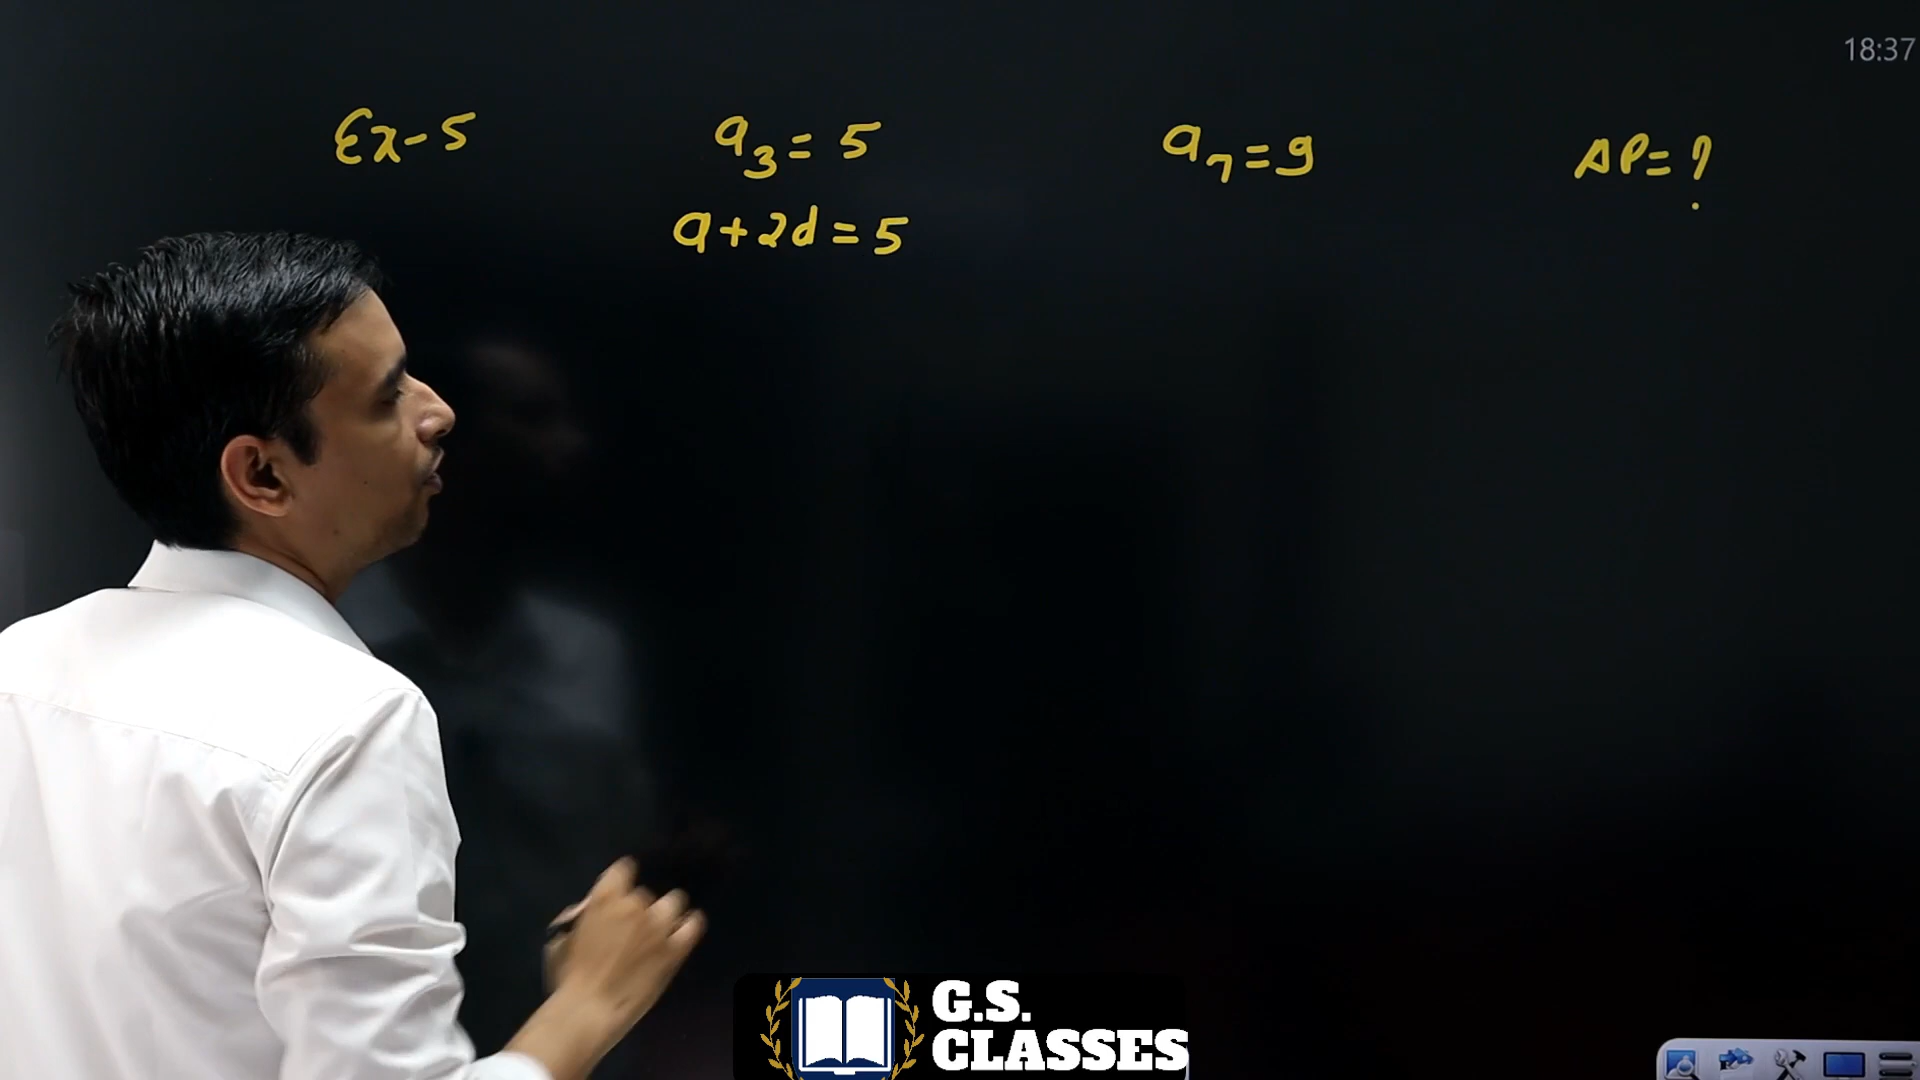 18:37
Ex-5 a3 = 5 a7 = 9 AP = ?
a + 2d = 5
G.S.
CLASSES